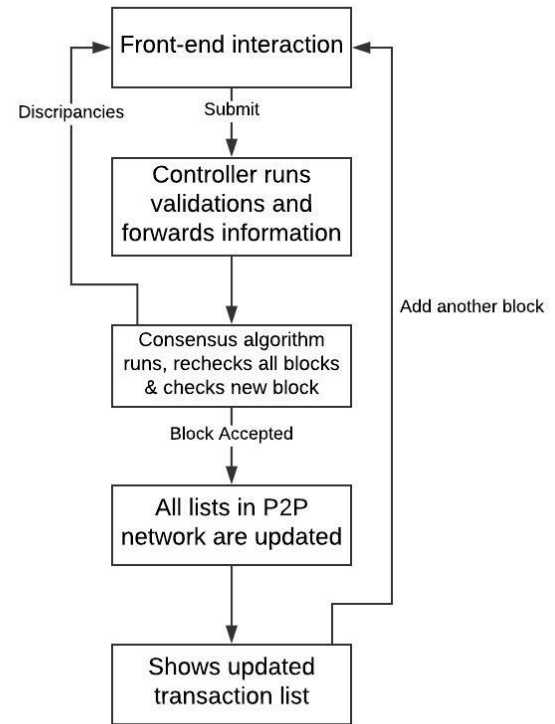 Front-end interaction
Discripancies
Submit
Controller runs
validations and
forwards information
Add another block
Consensus algorithm
runs, rechecks all blocks
& checks new block
Block Accepted
All lists in P2P
network are updated
Shows updated
transaction list